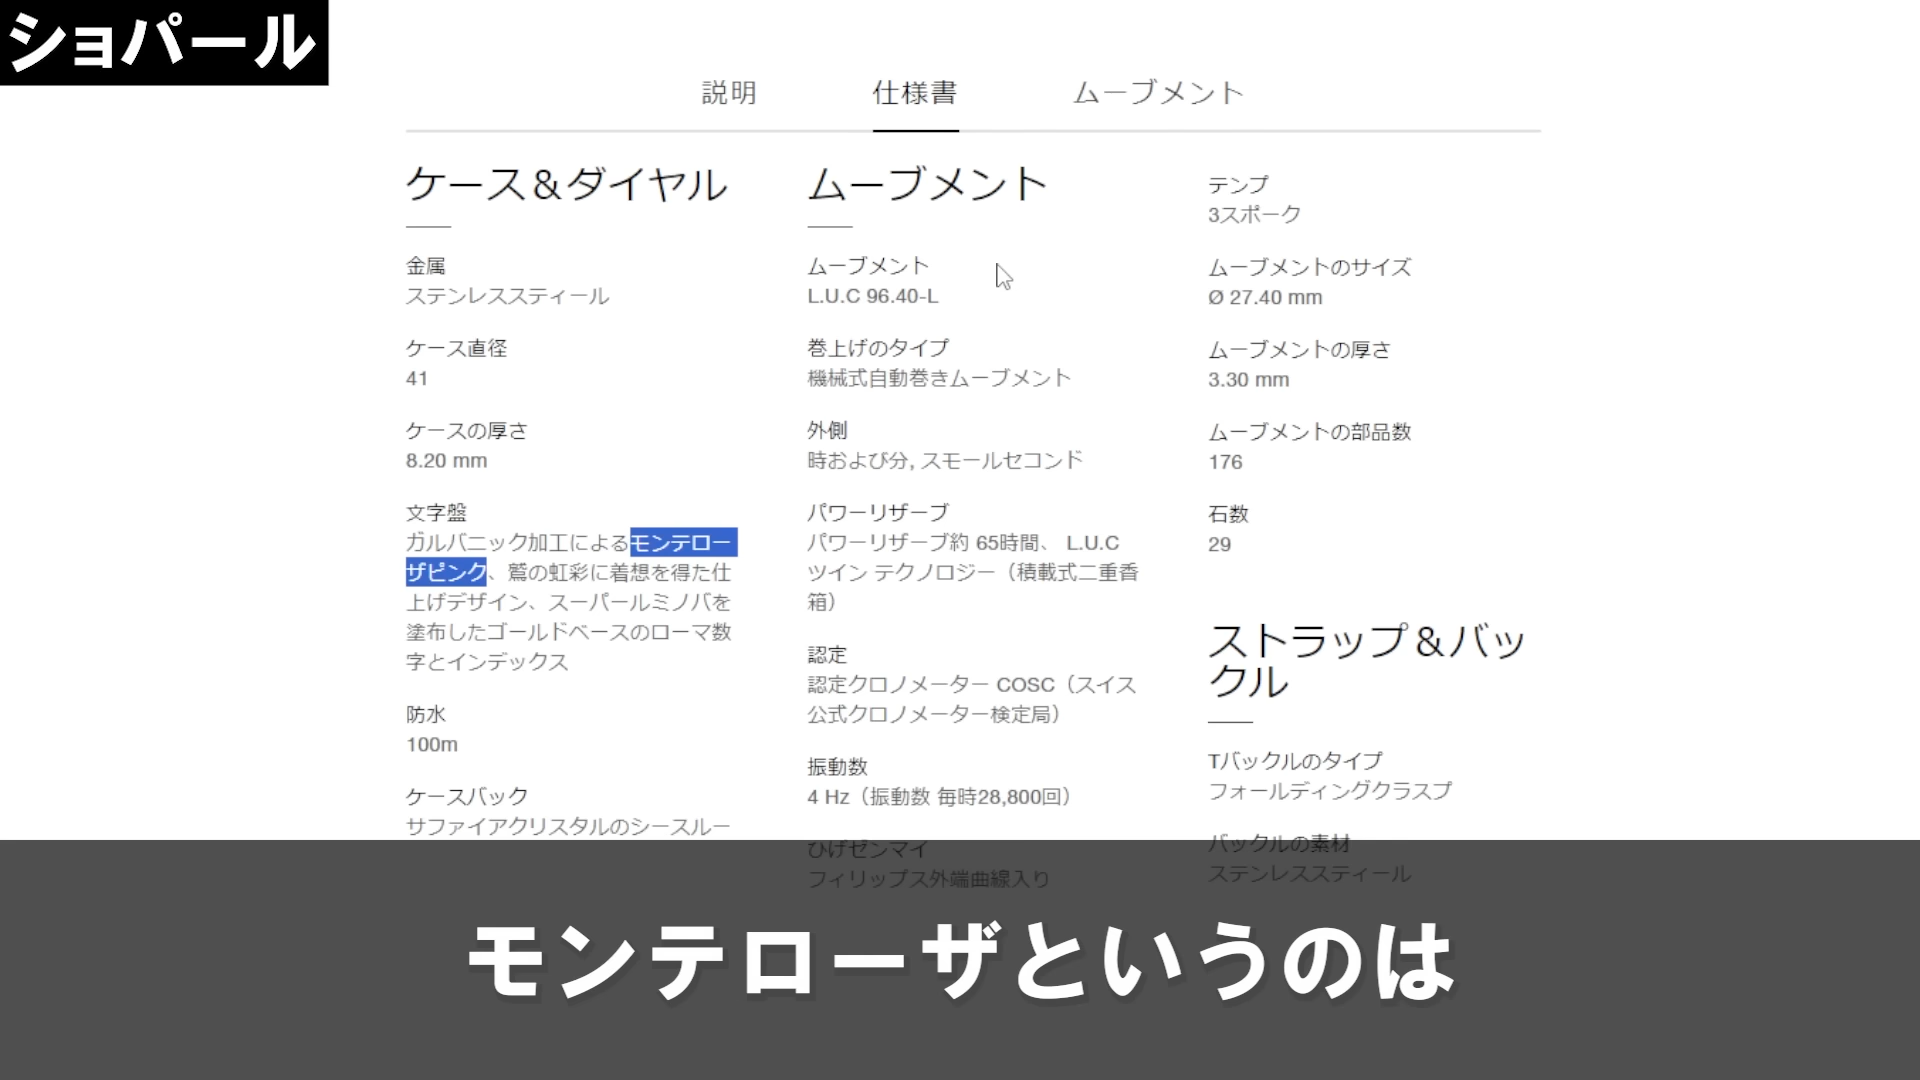 ショパール
説明 仕様書 ムーブメント
ケース＆ダイヤル
金属
ステンレススティール
ケース直径
41
ケースの厚さ
8.20 mm
文字盤
ガルバニック加工によるモンテロー
ザピンク、鷲の虹彩に着想を得た仕
上げデザイン、スーパールミノバを
塗布したゴールドベースのローマ数
字とインデックス
防水
100m
ケースバック
サファイアクリスタルのシースルー
ムーブメント
ムーブメント
L.U.C 96.40-L
巻上げのタイプ
機械式自動巻きムーブメント
外側
時および分, スモールセコンド
パワーリザーブ
パワーリザーブ約 65時間、 L.U.C
ツイン テクノロジー（積載式二重香
箱）
認定
認定クロノメーター COSC（スイス
公式クロノメーター検定局）
振動数
4 Hz（振動数 毎時28,800回）
ひげゼンマイ
フィリップス外端曲線入り
テンプ
3スポーク
ムーブメントのサイズ
Ø 27.40 mm
ムーブメントの厚さ
3.30 mm
ムーブメントの部品数
176
石数
29
ストラップ＆バッ
クル
Tバックルのタイプ
フォールディングクラスプ
バックルの素材
ステンレススティール
モンテローザというのは